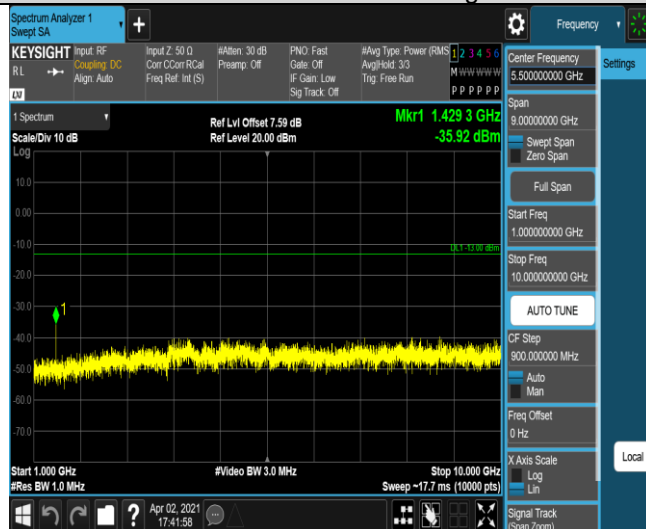 Spectrum Analyzer 1
Swept SA
Frequency
KEYSIGHT
RL
LXI
Input: RF
Coupling: DC
Align: Auto
Input Z: 50 Ω
Corr CCorr RCal
Freq Ref: Int (S)
#Atten: 30 dB
Preamp: Off
PNO: Fast
Gate: Off
IF Gain: Low
Sig Track: Off
#Avg Type: Power (RMS
Avg|Hold: 3/3
Trig: Free Run
1 2 3 4 5 6
M W W W W W
P P P P P P
1 Spectrum
Scale/Div 10 dB
Log
Ref Lvl Offset 7.59 dB
Ref Level 20.00 dBm
Mkr1 1.429 3 GHz
-35.92 dBm
10.0
0.00
-10.0
DL1 -13.00 dBm
-20.0
-30.0
1
-40.0
-50.0
-60.0
-70.0
Start 1.000 GHz
#Res BW 1.0 MHz
#Video BW 3.0 MHz
Stop 10.000 GHz
Sweep ~17.7 ms (10000 pts)
Apr 02, 2021
17:41:58
Center Frequency
5.500000000 GHz
Span
9.00000000 GHz
Swept Span
Zero Span
Full Span
Start Freq
1.000000000 GHz
Stop Freq
10.000000000 GHz
AUTO TUNE
CF Step
900.000000 MHz
Auto
Man
Freq Offset
0 Hz
X Axis Scale
Log
Lin
Signal Track
(Span Zoom)
Settings
Local